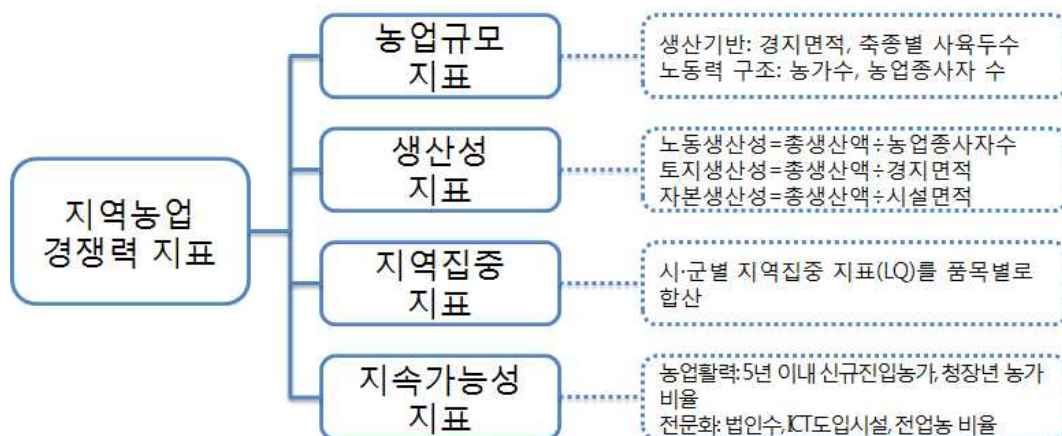 지역농업
경쟁력 지표
농업규모
지표
생산기반: 경지면적, 축종별 사육두수
노동력 구조: 농가수, 농업종사자 수
생산성
지표
노동생산성=총생산액÷농업종사자수
토지생산성=총생산액÷경지면적
자본생산성=총생산액÷시설면적
지역집중
지표
시·군별 지역집중 지표(LQ)를 품목별로
합산
지속가능성
지표
농업활력: 5년 이내 신규진입농가, 청장년 농가
비율
전문화: 법인수, ICT도입시설, 전업농 비율